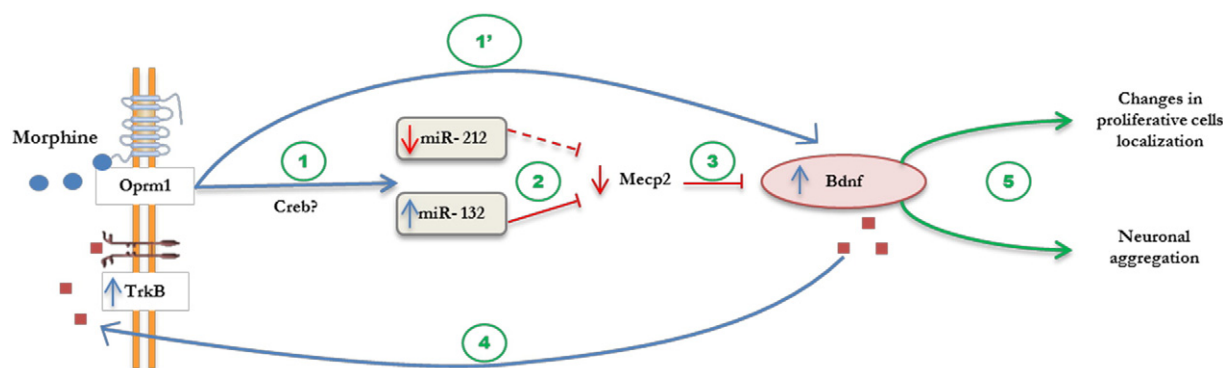 1’
Changes in
proliferative cells
localization
Morphine
miR- 212
1
2
3
Oprm1
Mecp2
Bdnf
5
Creb?
miR- 132
Neuronal
aggregation
TrkB
4